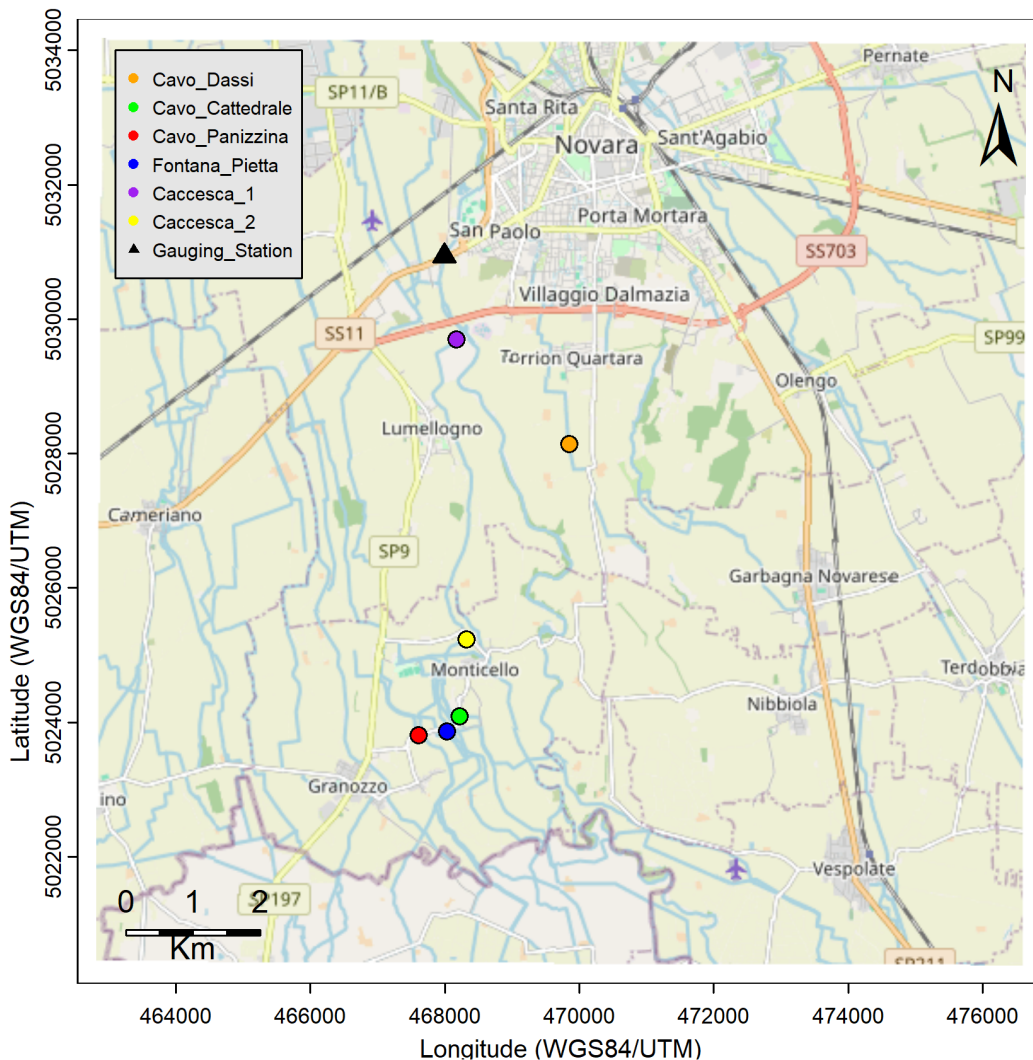 Cavo_Dassi
Cavo_Cattedrale
Cavo_Panizzina
Fontana_Pietta
Caccesca_1
Caccesca_2
Gauging_Station
SP11/B
Santa Rita
Pernate
N
Novara
Sant'Agabio
San Paolo
Porta Mortara
SS703
Villaggio Dalmazia
SS11
Torrion Quartara
SP99
Olengo
Lumellogno
Cameriano
SP9
Garbagna Novarese
Monticello
Terdobbia
Nibbiola
Granozzo
ino
Vespolate
SP197
SP211
0 1 2
Km
5034000
5032000
5030000
5028000
5026000
5024000
5022000
Latitude (WGS84/UTM)
464000 466000 468000 470000 472000 474000 476000
Longitude (WGS84/UTM)